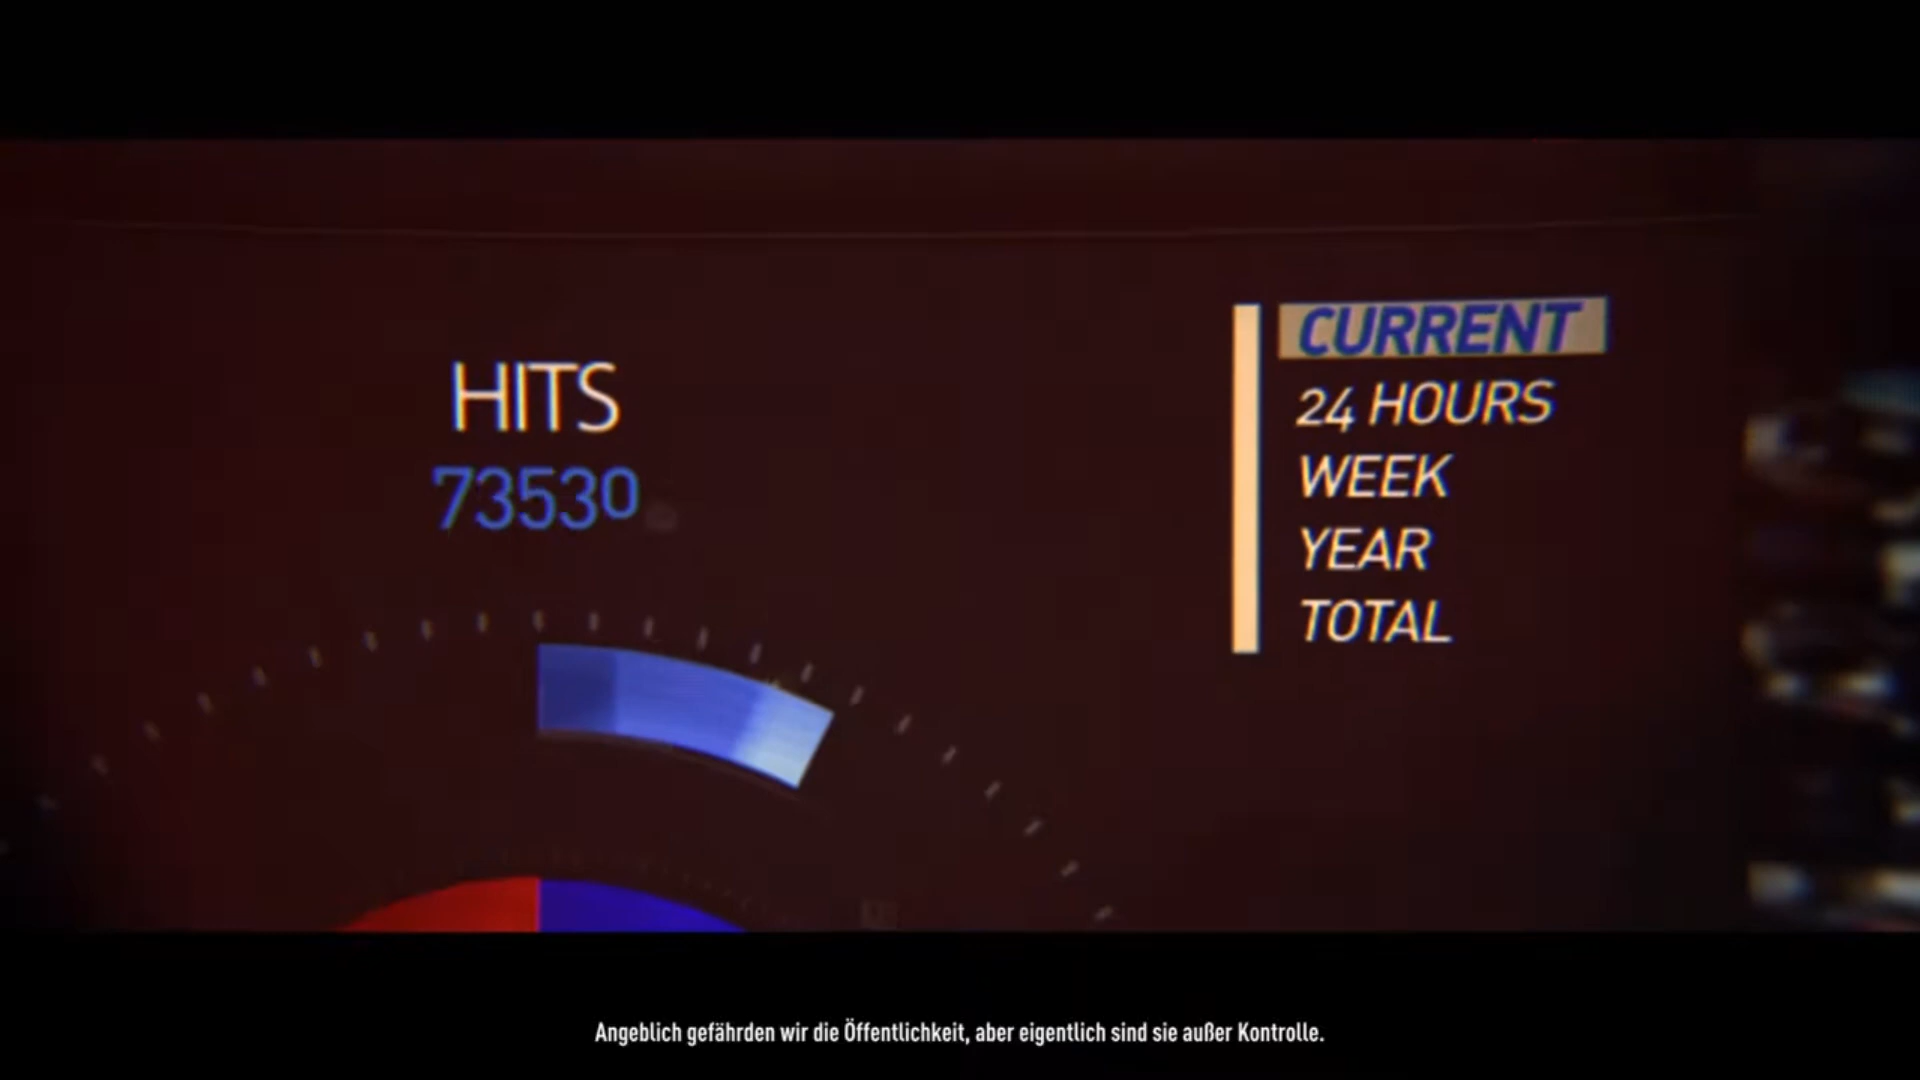 HITS
73530
CURRENT
24 HOURS
WEEK
YEAR
TOTAL
Angeblich gefährden wir die Öffentlichkeit, aber eigentlich sind sie außer Kontrolle.